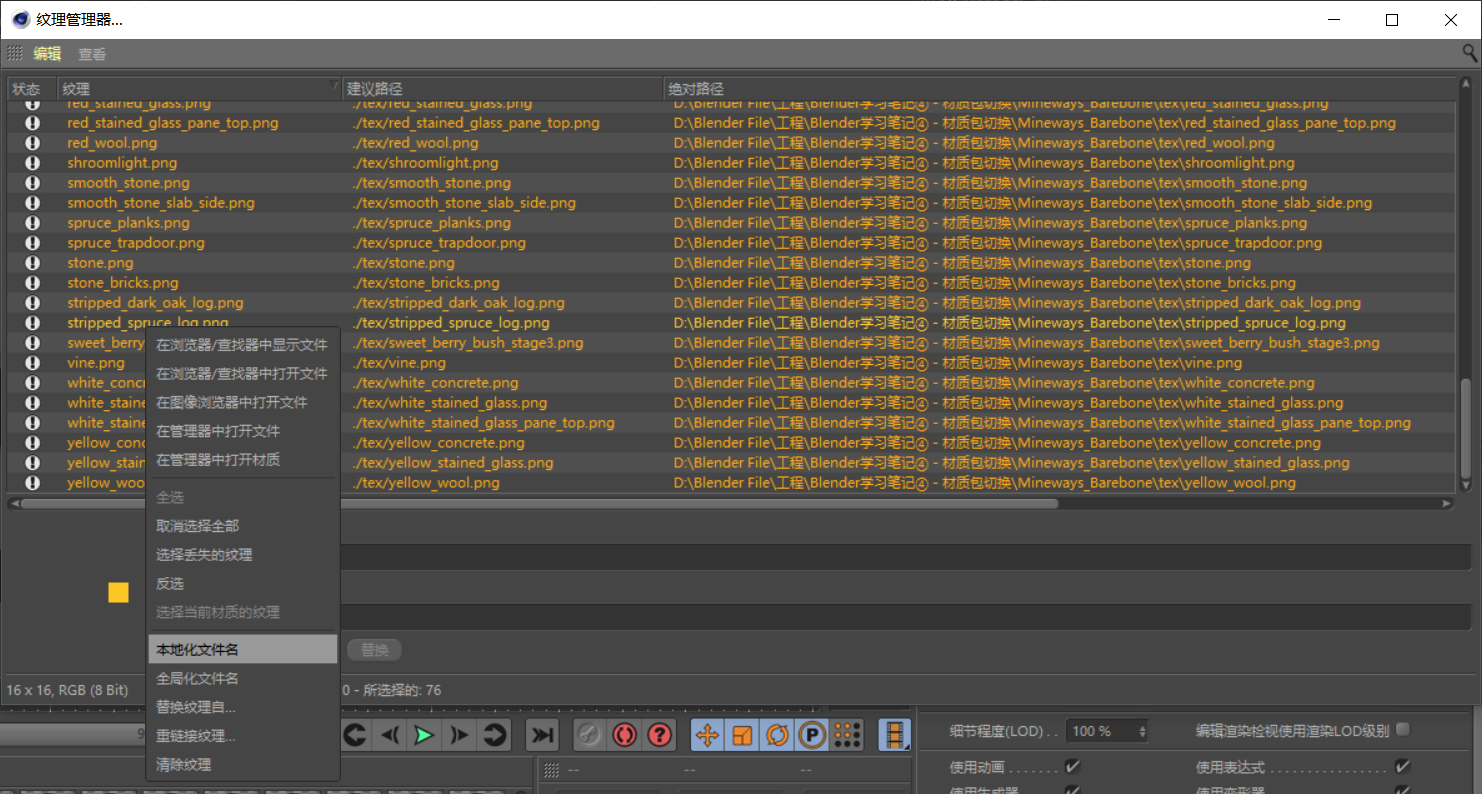 纹理管理器...
编辑 查看
状态 纹理 建议路径 绝对路径
red_stained_glass.png ./tex/red_stained_glass.png D:\Blender File\工程\Blender学习笔记④ - 材质包切换\Mineways_Barebone\tex\red_stained_glass.png
red_stained_glass_pane_top.png ./tex/red_stained_glass_pane_top.png D:\Blender File\工程\Blender学习笔记④ - 材质包切换\Mineways_Barebone\tex\red_stained_glass_pane_top.png
red_wool.png ./tex/red_wool.png D:\Blender File\工程\Blender学习笔记④ - 材质包切换\Mineways_Barebone\tex\red_wool.png
shroomlight.png ./tex/shroomlight.png D:\Blender File\工程\Blender学习笔记④ - 材质包切换\Mineways_Barebone\tex\shroomlight.png
smooth_stone.png ./tex/smooth_stone.png D:\Blender File\工程\Blender学习笔记④ - 材质包切换\Mineways_Barebone\tex\smooth_stone.png
smooth_stone_slab_side.png ./tex/smooth_stone_slab_side.png D:\Blender File\工程\Blender学习笔记④ - 材质包切换\Mineways_Barebone\tex\smooth_stone_slab_side.png
spruce_planks.png ./tex/spruce_planks.png D:\Blender File\工程\Blender学习笔记④ - 材质包切换\Mineways_Barebone\tex\spruce_planks.png
spruce_trapdoor.png ./tex/spruce_trapdoor.png D:\Blender File\工程\Blender学习笔记④ - 材质包切换\Mineways_Barebone\tex\spruce_trapdoor.png
stone.png ./tex/stone.png D:\Blender File\工程\Blender学习笔记④ - 材质包切换\Mineways_Barebone\tex\stone.png
stone_bricks.png ./tex/stone_bricks.png D:\Blender File\工程\Blender学习笔记④ - 材质包切换\Mineways_Barebone\tex\stone_bricks.png
stripped_dark_oak_log.png ./tex/stripped_dark_oak_log.png D:\Blender File\工程\Blender学习笔记④ - 材质包切换\Mineways_Barebone\tex\stripped_dark_oak_log.png
stripped_spruce_log.png ./tex/stripped_spruce_log.png D:\Blender File\工程\Blender学习笔记④ - 材质包切换\Mineways_Barebone\tex\stripped_spruce_log.png
sweet_berry ./tex/sweet_berry_bush_stage3.png D:\Blender File\工程\Blender学习笔记④ - 材质包切换\Mineways_Barebone\tex\sweet_berry_bush_stage3.png
vine.png ./tex/vine.png D:\Blender File\工程\Blender学习笔记④ - 材质包切换\Mineways_Barebone\tex\vine.png
white_conc ./tex/white_concrete.png D:\Blender File\工程\Blender学习笔记④ - 材质包切换\Mineways_Barebone\tex\white_concrete.png
white_staine ./tex/white_stained_glass.png D:\Blender File\工程\Blender学习笔记④ - 材质包切换\Mineways_Barebone\tex\white_stained_glass.png
white_staine ./tex/white_stained_glass_pane_top.png D:\Blender File\工程\Blender学习笔记④ - 材质包切换\Mineways_Barebone\tex\white_stained_glass_pane_top.png
yellow_conc ./tex/yellow_concrete.png D:\Blender File\工程\Blender学习笔记④ - 材质包切换\Mineways_Barebone\tex\yellow_concrete.png
yellow_stain ./tex/yellow_stained_glass.png D:\Blender File\工程\Blender学习笔记④ - 材质包切换\Mineways_Barebone\tex\yellow_stained_glass.png
yellow_woo ./tex/yellow_wool.png D:\Blender File\工程\Blender学习笔记④ - 材质包切换\Mineways_Barebone\tex\yellow_wool.png
在浏览器/查找器中显示文件
在浏览器/查找器中打开文件
在图像浏览器中打开文件
在管理器中打开文件
在管理器中打开材质
全选
取消选择全部
选择丢失的纹理
反选
选择当前材质的纹理
本地化文件名
全局化文件名
替换纹理自...
重链接纹理...
清除纹理
替换
16 x 16, RGB (8 Bit) 0 - 所选择的: 76
9
-- -- --
细节程度(LOD) . . 100 % 编辑渲染检视使用渲染LOD级别
使用动画 . . . . . . . 使用表达式 . . . . . . . . . . . . . . . .
使用生成器 使用变形器